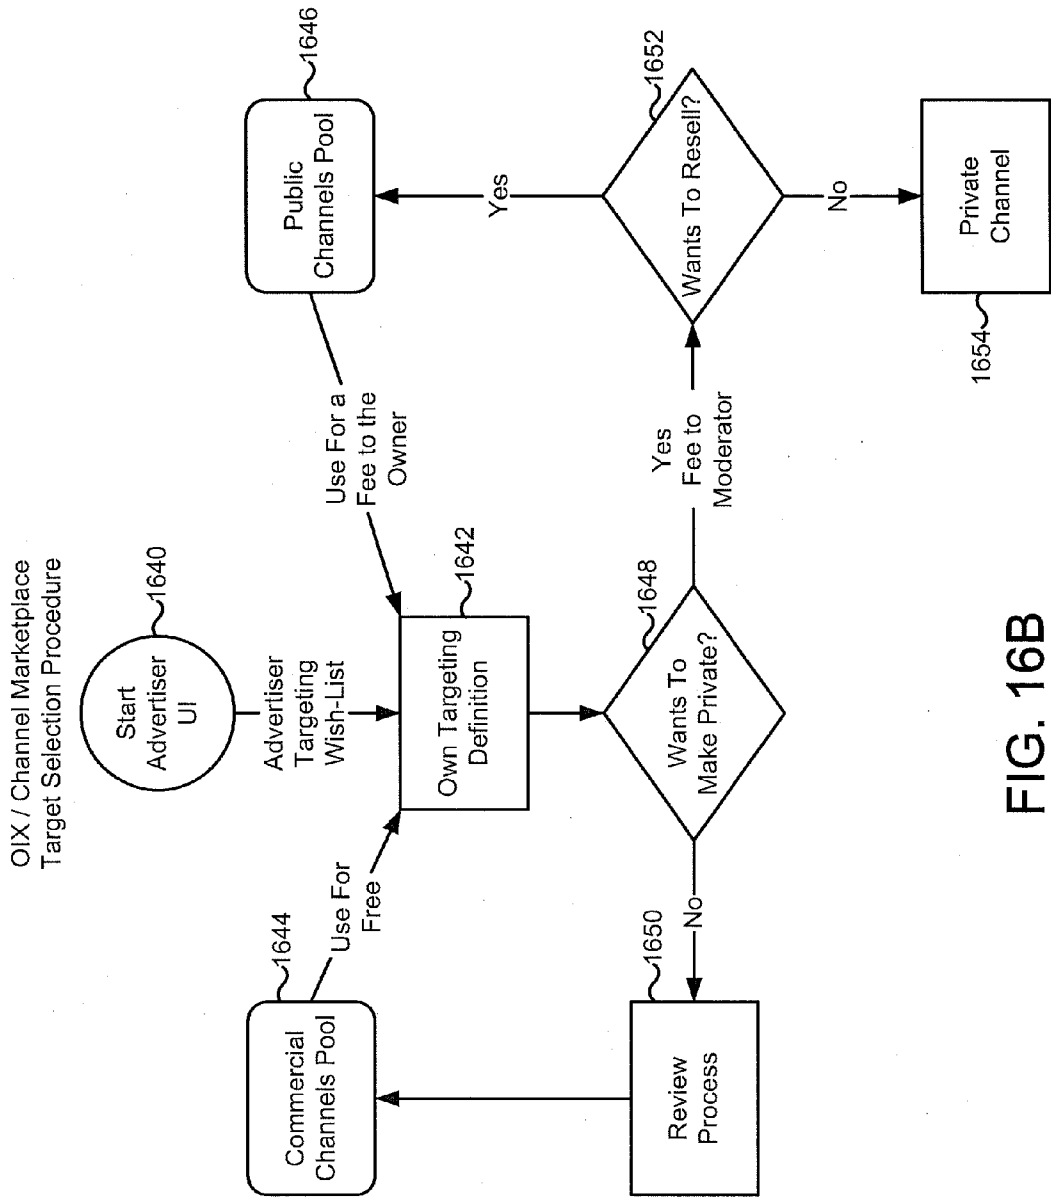 OIX / Channel Marketplace
Target Selection Procedure
1640
Start
Advertiser
UI
Advertiser
Targeting
Wish-List
1644
Commercial
Channels Pool
Use For
Free
1646
Public
Channels Pool
Use For a
Fee to the
Owner
1642
Own Targeting
Definition
1650
Review
Process
No
1648
Wants To
Make Private?
Yes
Fee to
Moderator
1652
Wants To Resell?
Yes
No
1654
Private
Channel
FIG. 16B